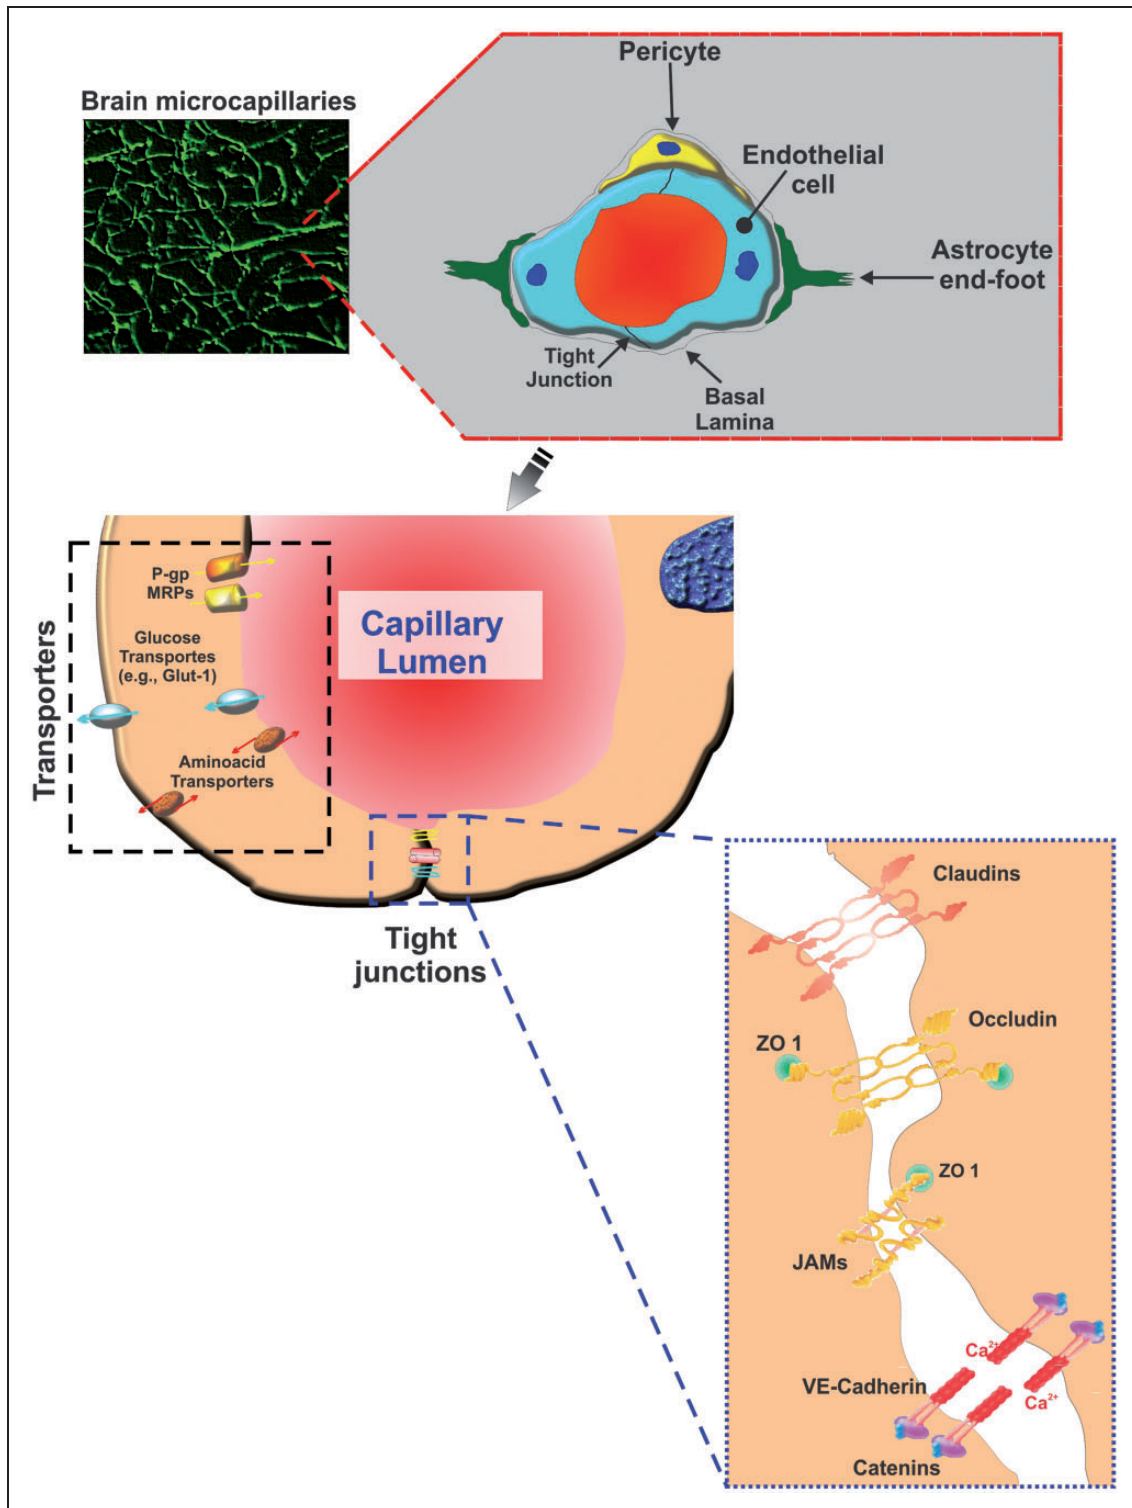 Brain microcapillaries
Pericyte
Endothelial
cell
Astrocyte
end-foot
Tight
Junction
Basal
Lamina
Transporters
P-gp
MRPs
Glucose
Transportes
(e.g., Glut-1)
Aminoacid
Transporters
Capillary
Lumen
Tight
junctions
Claudins
Occludin
ZO 1
ZO 1
JAMs
Ca²⁺
VE-Cadherin
Ca²⁺
Catenins